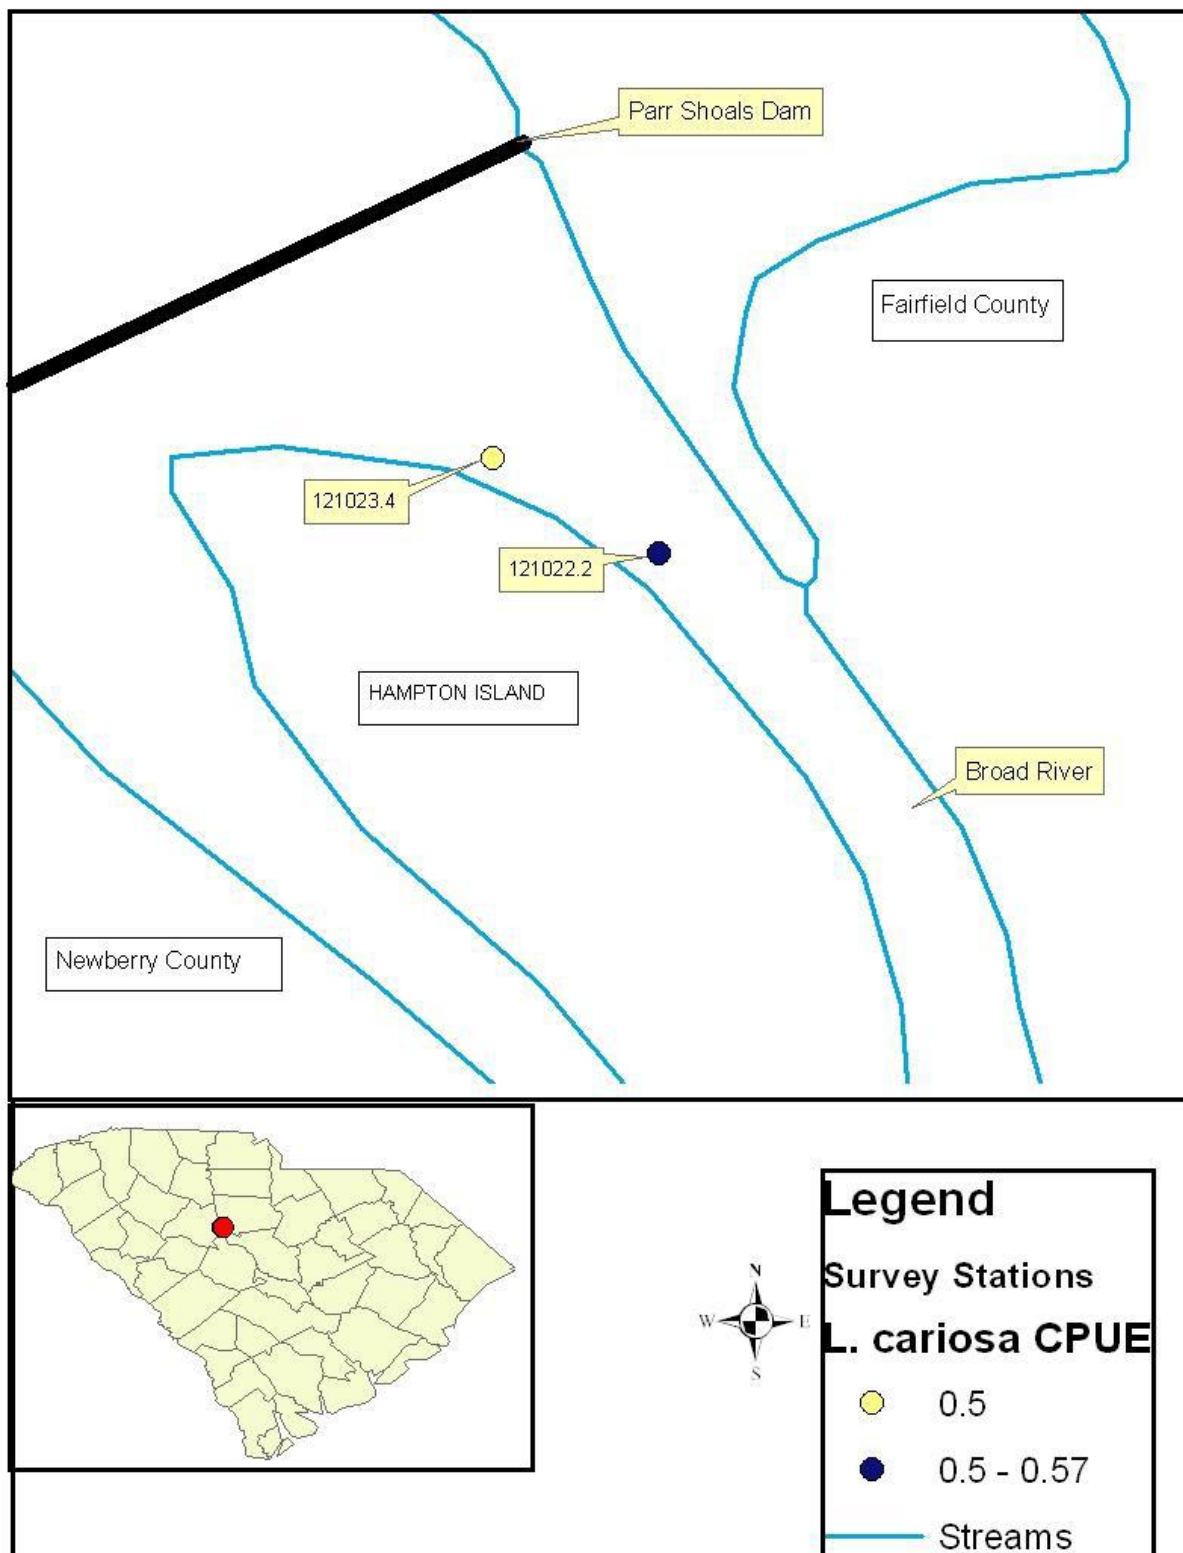 Parr Shoals Dam
Fairfield County
121023.4
121022.2
HAMPTON ISLAND
Broad River
Newberry County
N
W E
S
Legend
Survey Stations
L. cariosa CPUE
0.5
0.5 - 0.57
Streams